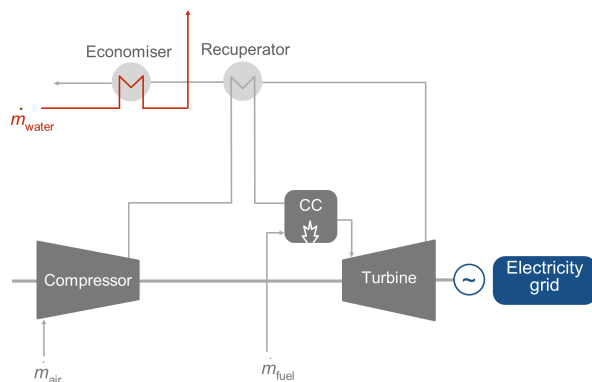 Economiser
Recuperator
ṁwater
CC
Compressor
Turbine
~
Electricity
grid
ṁair
ṁfuel